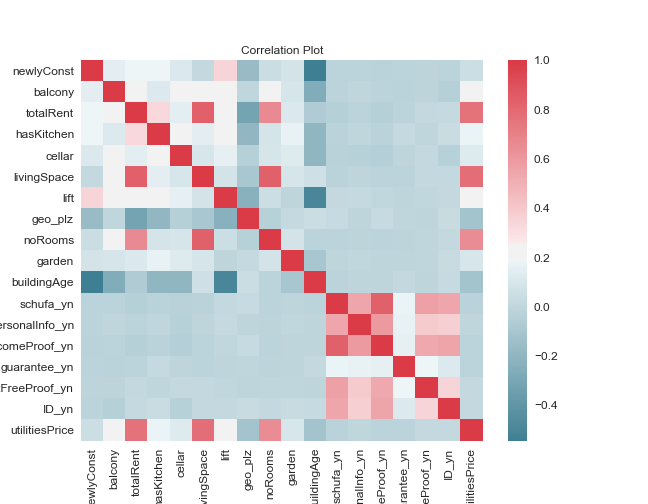 Correlation Plot
newlyConst
balcony
totalRent
hasKitchen
cellar
livingSpace
lift
geo_plz
noRooms
garden
buildingAge
schufa_yn
ersonalInfo_yn
comeProof_yn
guarantee_yn
FreeProof_yn
ID_yn
utilitiesPrice
1.0
0.8
0.6
0.4
0.2
0.0
−0.2
−0.4
ewlyConst
balcony
totalRent
asKitchen
cellar
vingSpace
lift
geo_plz
noRooms
garden
uildingAge
schufa_yn
nalInfo_yn
eProof_yn
rantee_yn
eProof_yn
ID_yn
ilitiesPrice